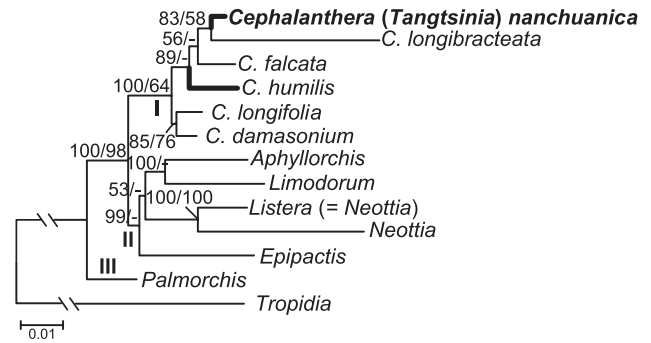 83/58
Cephalanthera (Tangtsinia) nanchuanica
56/-
C. longibracteata
89/-
C. falcata
100/64
C. humilis
I
C. longifolia
85/76
C. damasonium
100/98
100/-
Aphyllorchis
Limodorum
53/-
100/100
Listera (= Neottia)
99/-
Neottia
II
Epipactis
III
Palmorchis
Tropidia
0.01